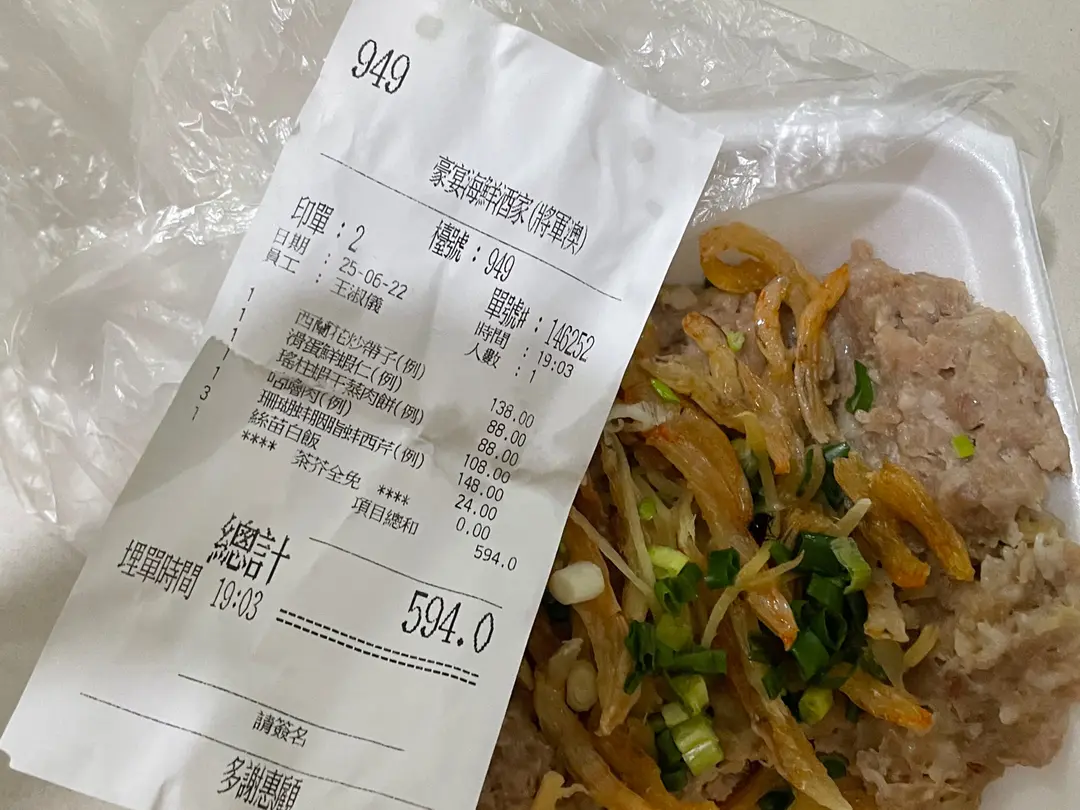 949
豪宴海鮮酒家(將軍澳)
印單:2 檯號:949
日期 : 25-06-22 單號#:146252
員工 : 王淑儀 時間 :19:03
人數 :1
1 西蘭花炒帶子(例) 138.00
1 滑蛋鮮蝦仁(例) 88.00
1 瑤柱蝦干蒸肉餅(例) 88.00
1 咕嚕肉(例) 108.00
1 珊瑚蚌胭脂蚌西芹(例) 148.00
3 絲苗白飯 24.00
1 **** 茶芥全免 **** 0.00
項目總和 594.0
總計 594.0
埋單時間 19:03
請簽名
多謝惠顧